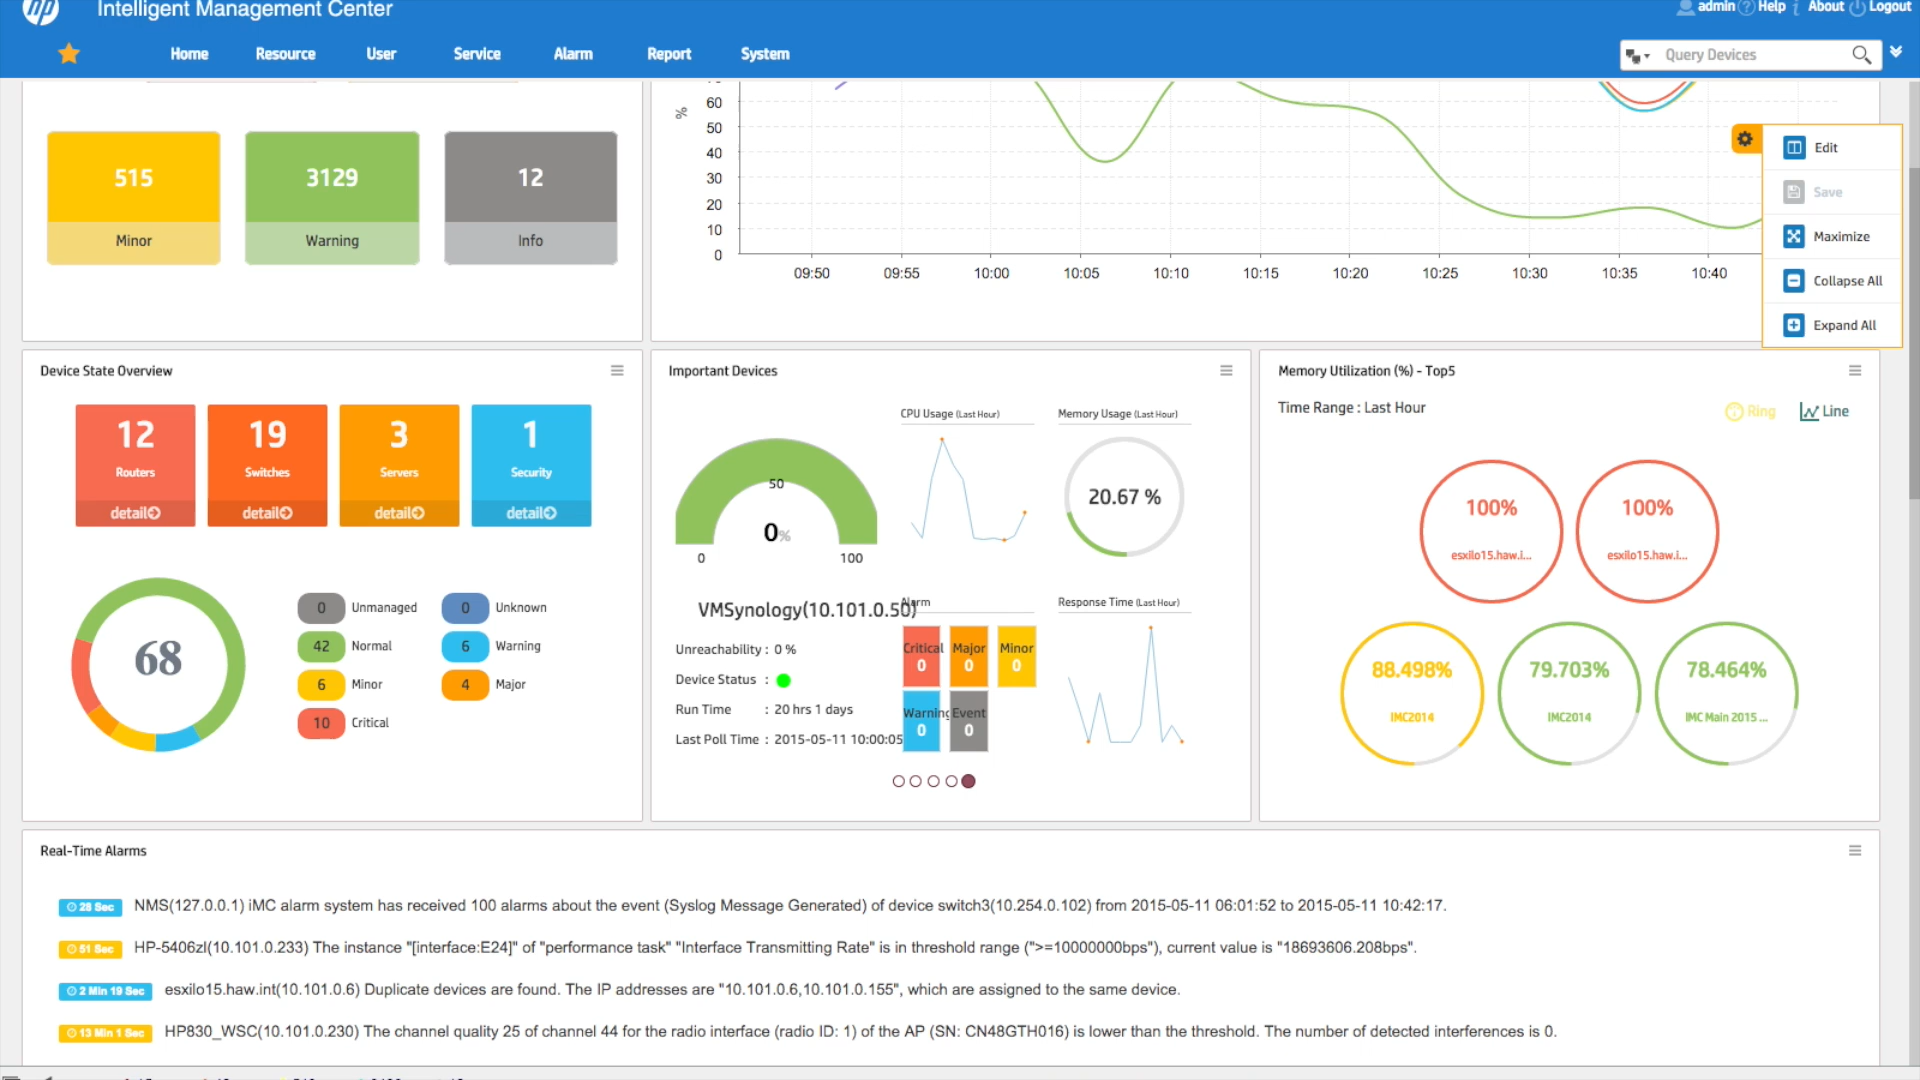 hp Intelligent Management Center
admin Help About Logout
Home Resource User Service Alarm Report System
Query Devices
515
Minor
3129
Warning
12
Info
%
60
50
40
30
20
10
0
09:50 09:55 10:00 10:05 10:10 10:15 10:20 10:25 10:30 10:35 10:40
Edit
Save
Maximize
Collapse All
Expand All
Device State Overview
12
Routers
detail
19
Switches
detail
3
Servers
detail
1
Security
detail
68
0 Unmanaged
0 Unknown
42 Normal
6 Warning
6 Minor
4 Major
10 Critical
Important Devices
50
0%
0 100
CPU Usage (Last Hour)
Memory Usage (Last Hour)
20.67 %
VMSynology(10.101.0.50)
Unreachability : 0 %
Device Status :
Run Time : 20 hrs 1 days
Last Poll Time : 2015-05-11 10:00:05
Alarm
Critical
0
Major
0
Minor
0
Warning
0
Event
0
Response Time (Last Hour)
Memory Utilization (%) - Top5
Time Range : Last Hour
Ring Line
100%
esxilo15.haw.i...
100%
esxilo15.haw.i...
88.498%
IMC2014
79.703%
IMC2014
78.464%
IMC Main 2015 ...
Real-Time Alarms
28 Sec NMS(127.0.0.1) iMC alarm system has received 100 alarms about the event (Syslog Message Generated) of device switch3(10.254.0.102) from 2015-05-11 06:01:52 to 2015-05-11 10:42:17.
51 Sec HP-5406zl(10.101.0.233) The instance "[interface:E24]" of "performance task" "Interface Transmitting Rate" is in threshold range (">=10000000bps"), current value is "18693606.208bps".
2 Min 19 Sec esxilo15.haw.int(10.101.0.6) Duplicate devices are found. The IP addresses are "10.101.0.6,10.101.0.155", which are assigned to the same device.
13 Min 1 Sec HP830_WSC(10.101.0.230) The channel quality 25 of channel 44 for the radio interface (radio ID: 1) of the AP (SN: CN48GTH016) is lower than the threshold. The number of detected interferences is 0.